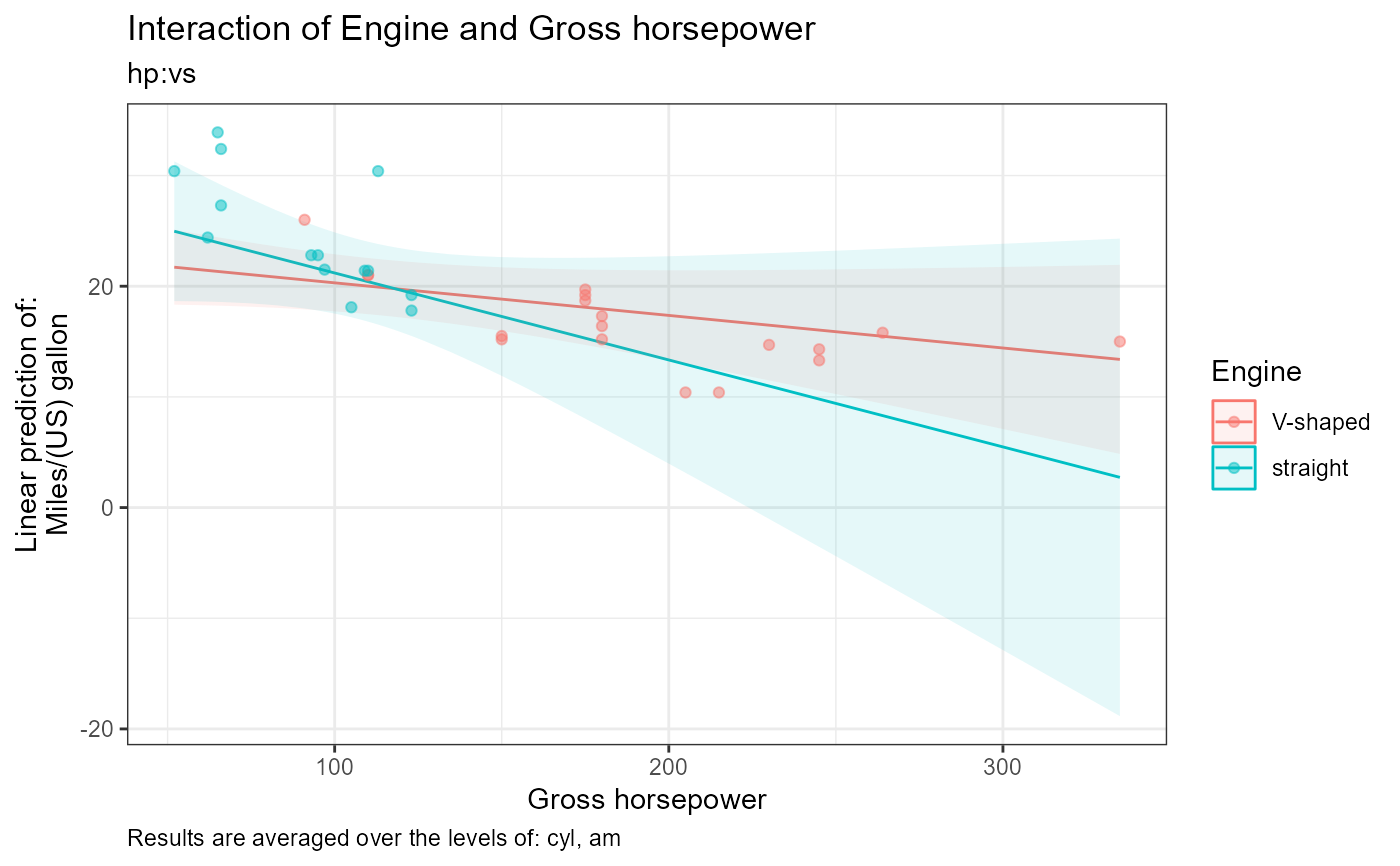 Interaction of Engine and Gross horsepower
hp:vs
Linear prediction of:
Miles/(US) gallon
20
0
-20
100
200
300
Gross horsepower
Engine
V-shaped
straight
Results are averaged over the levels of: cyl, am